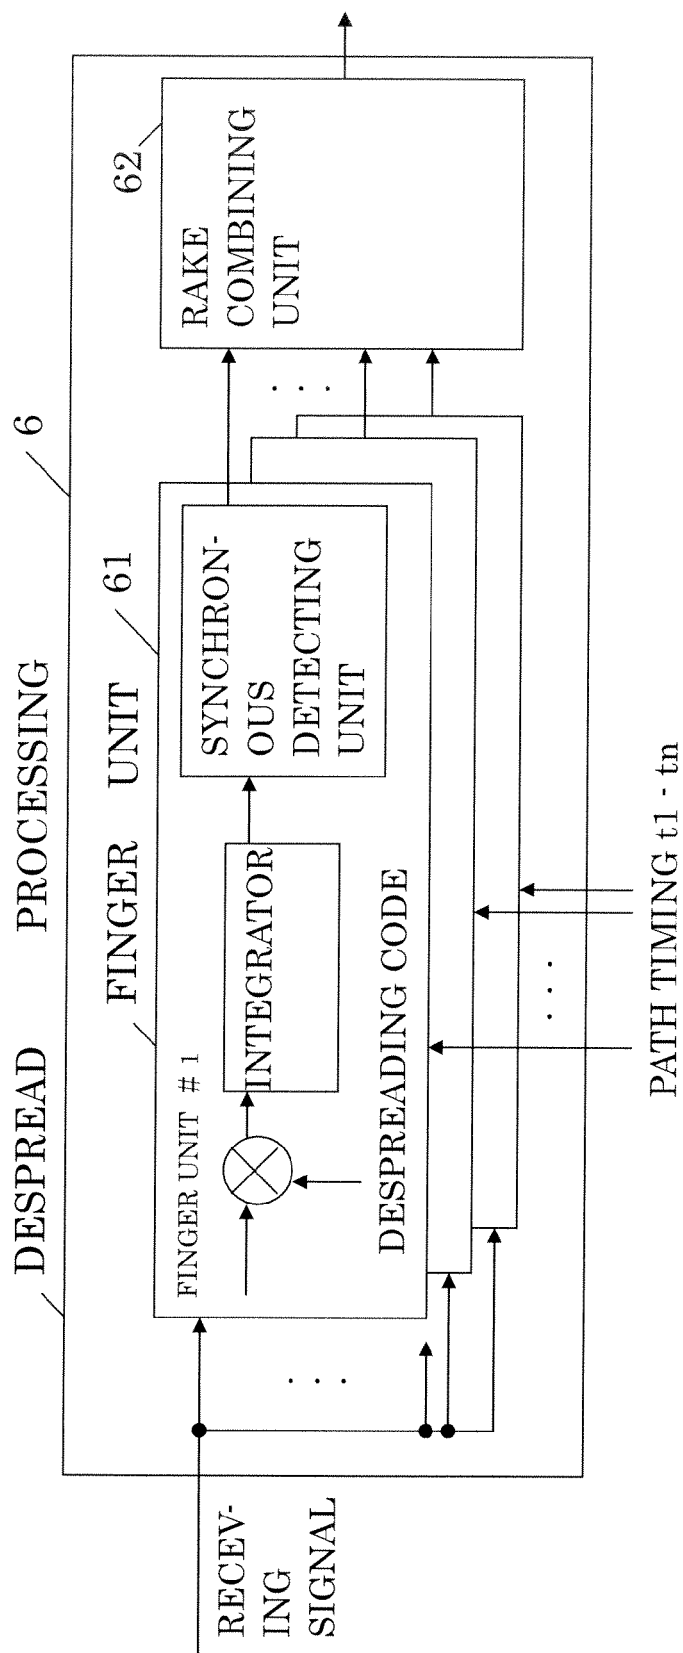 DESPREAD PROCESSING 6
FINGER UNIT 61
62
FINGER UNIT #1
INTEGRATOR
SYNCHRON-
OUS
DETECTING
UNIT
DESPREADING CODE
RAKE
COMBINING
UNIT
. . .
. . .
RECEV-
ING
SIGNAL
. . .
PATH TIMING t1 - tn